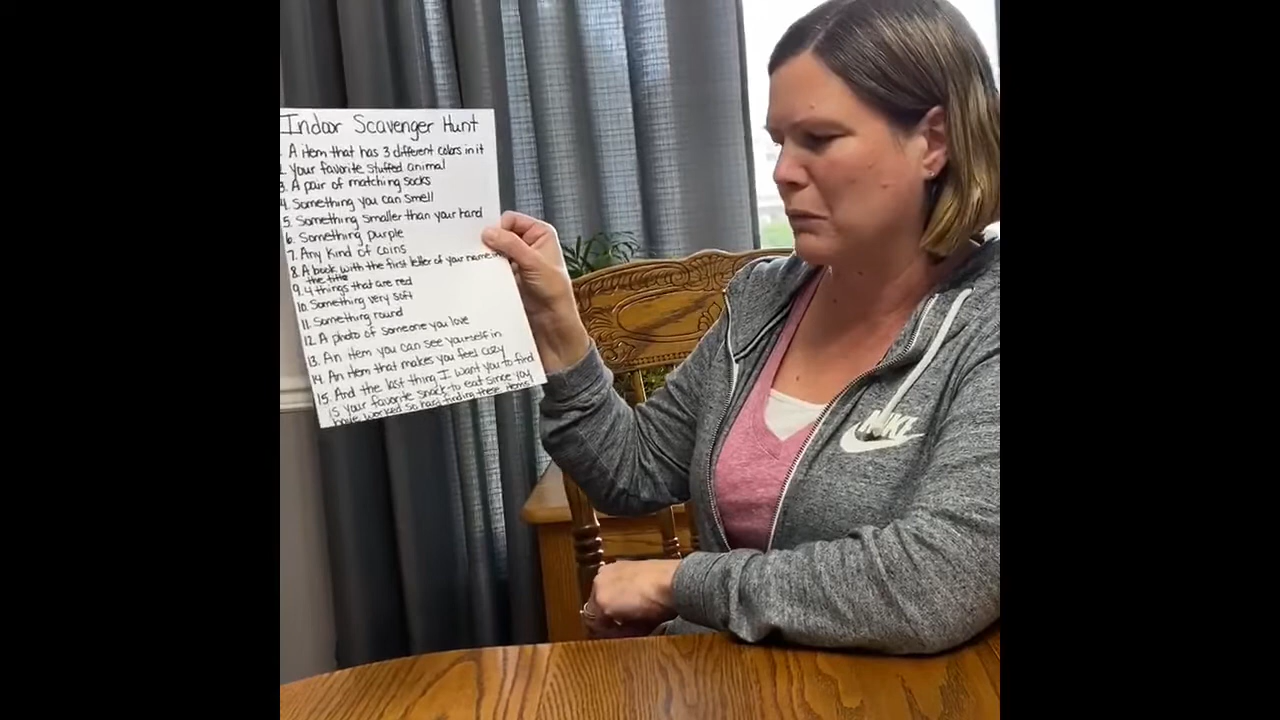 Indoor Scavenger Hunt
A item that has 3 different colors in it
2. Your favorite stuffed animal
3. A pair of matching socks
4. Something you can smell
5. Something smaller than your hand
6. Something purple
7. Any kind of coins
8. A book with the first letter of your name in
the title
9. 4 things that are red
10. Something very soft
11. Something round
12. A photo of someone you love
13. An item you can see yourself in
14. An item that makes you feel cozy
15. And the last thing I want you to find
is your favorite snack to eat since you
have worked so hard finding these items!
NIKE